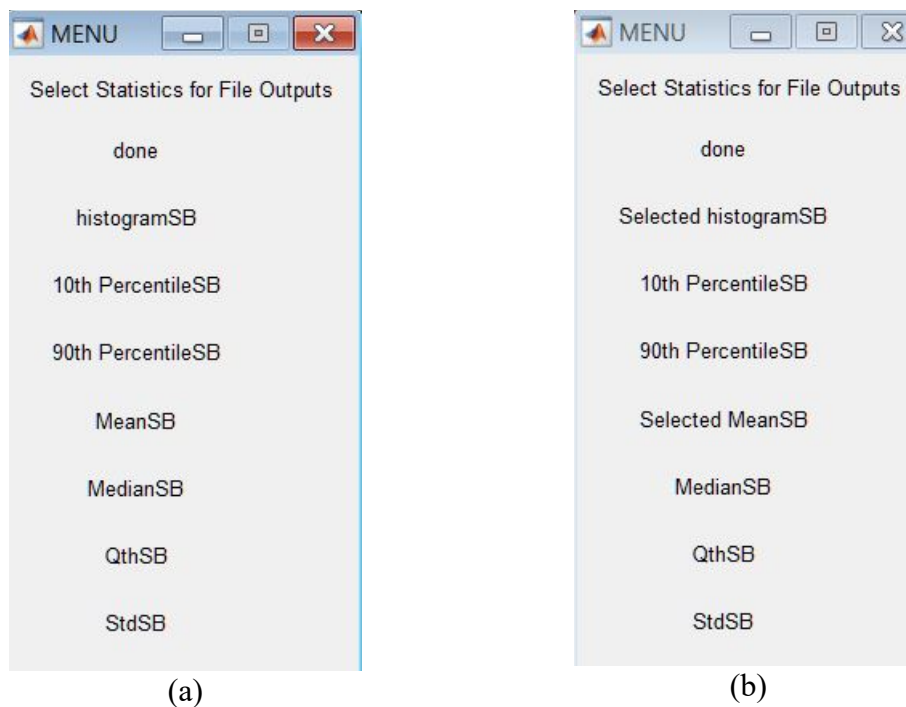 MENU
Select Statistics for File Outputs
done
histogramSB
10th PercentileSB
90th PercentileSB
MeanSB
MedianSB
QthSB
StdSB
(a)
MENU
Select Statistics for File Outputs
done
Selected histogramSB
10th PercentileSB
90th PercentileSB
Selected MeanSB
MedianSB
QthSB
StdSB
(b)